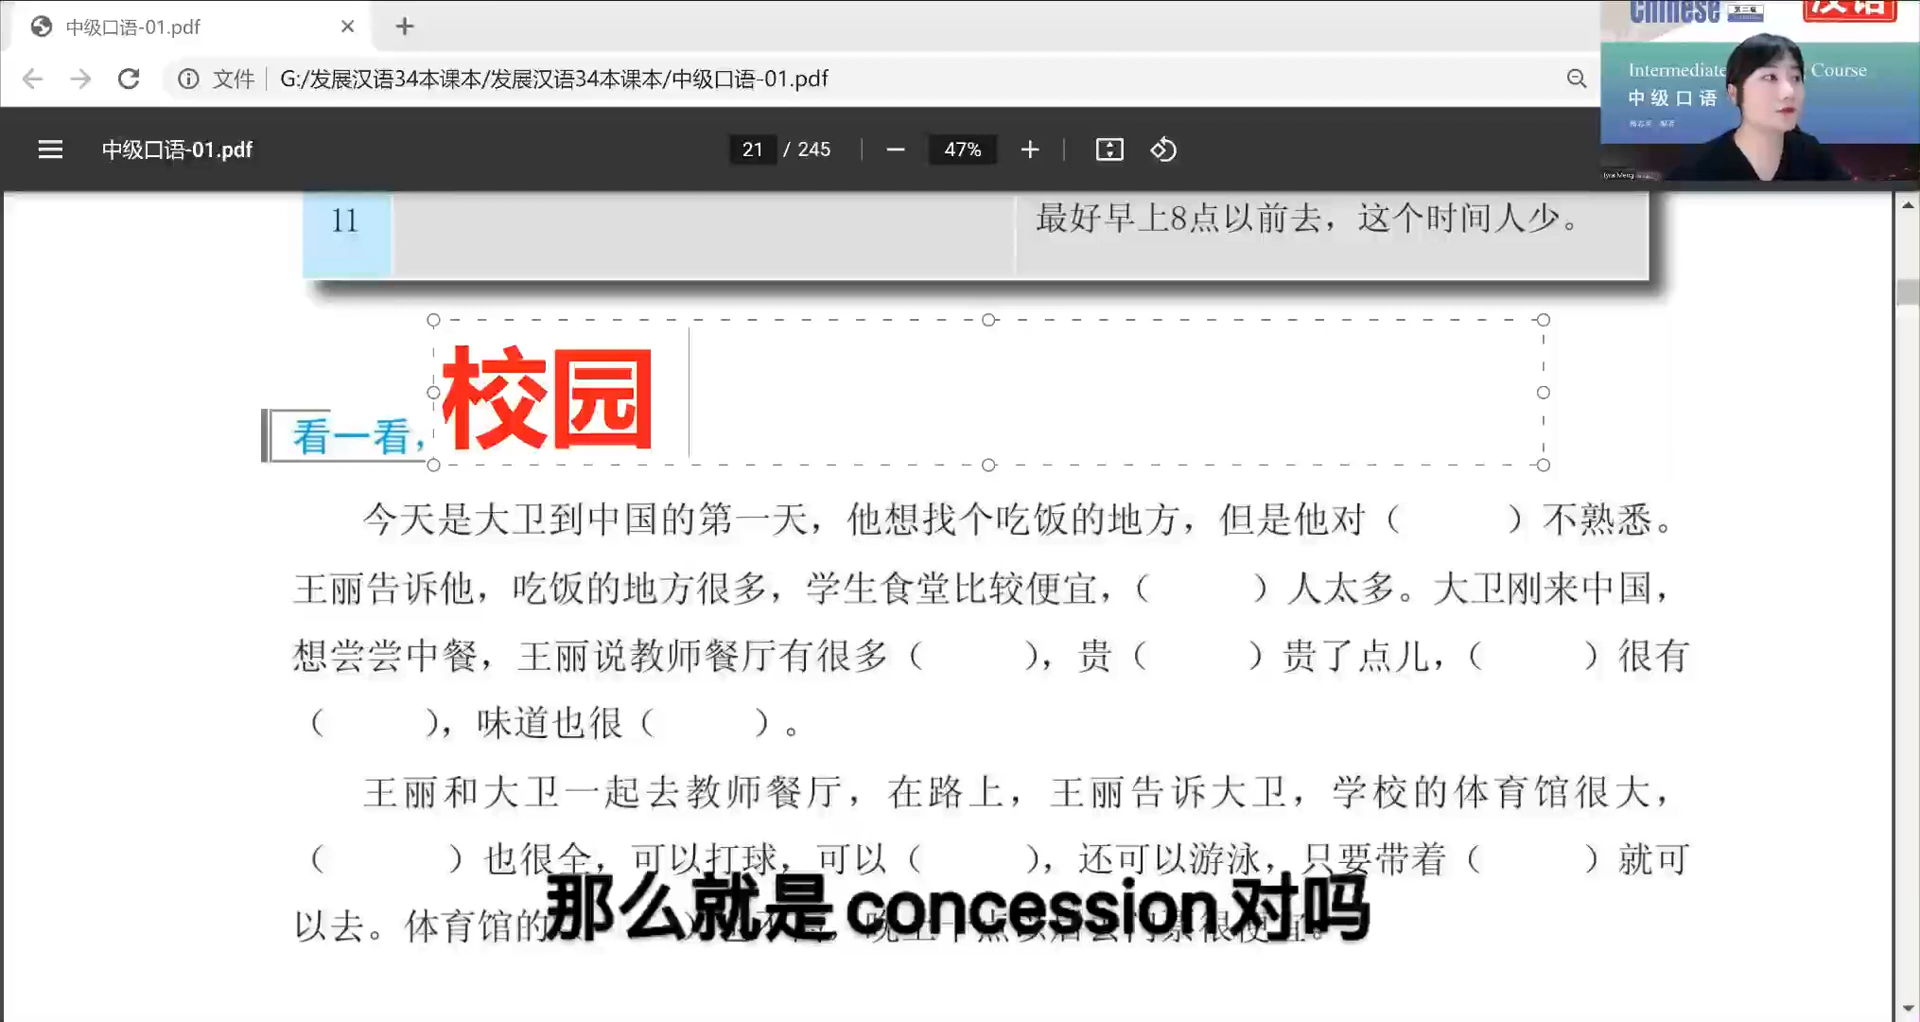 中级口语-01.pdf
文件
G:/发展汉语34本课本/发展汉语34本课本/中级口语-01.pdf
中级口语-01.pdf
21 / 245
47%
Chinese 第二版
汉语
Intermediate Course
中级口语
11
最好早上8点以前去，这个时间人少。
校园
看一看，
今天是大卫到中国的第一天，他想找个吃饭的地方，但是他对（ ）不熟悉。
王丽告诉他，吃饭的地方很多，学生食堂比较便宜，（ ）人太多。大卫刚来中国，
想尝尝中餐，王丽说教师餐厅有很多（ ），贵（ ）贵了点儿，（ ）很有
（ ），味道也很（ ）。
王丽和大卫一起去教师餐厅，在路上，王丽告诉大卫，学校的体育馆很大，
（ ）也很全，可以打球，可以（ ），还可以游泳，只要带着（ ）就可
以去。体育馆的
那么就是concession对吗